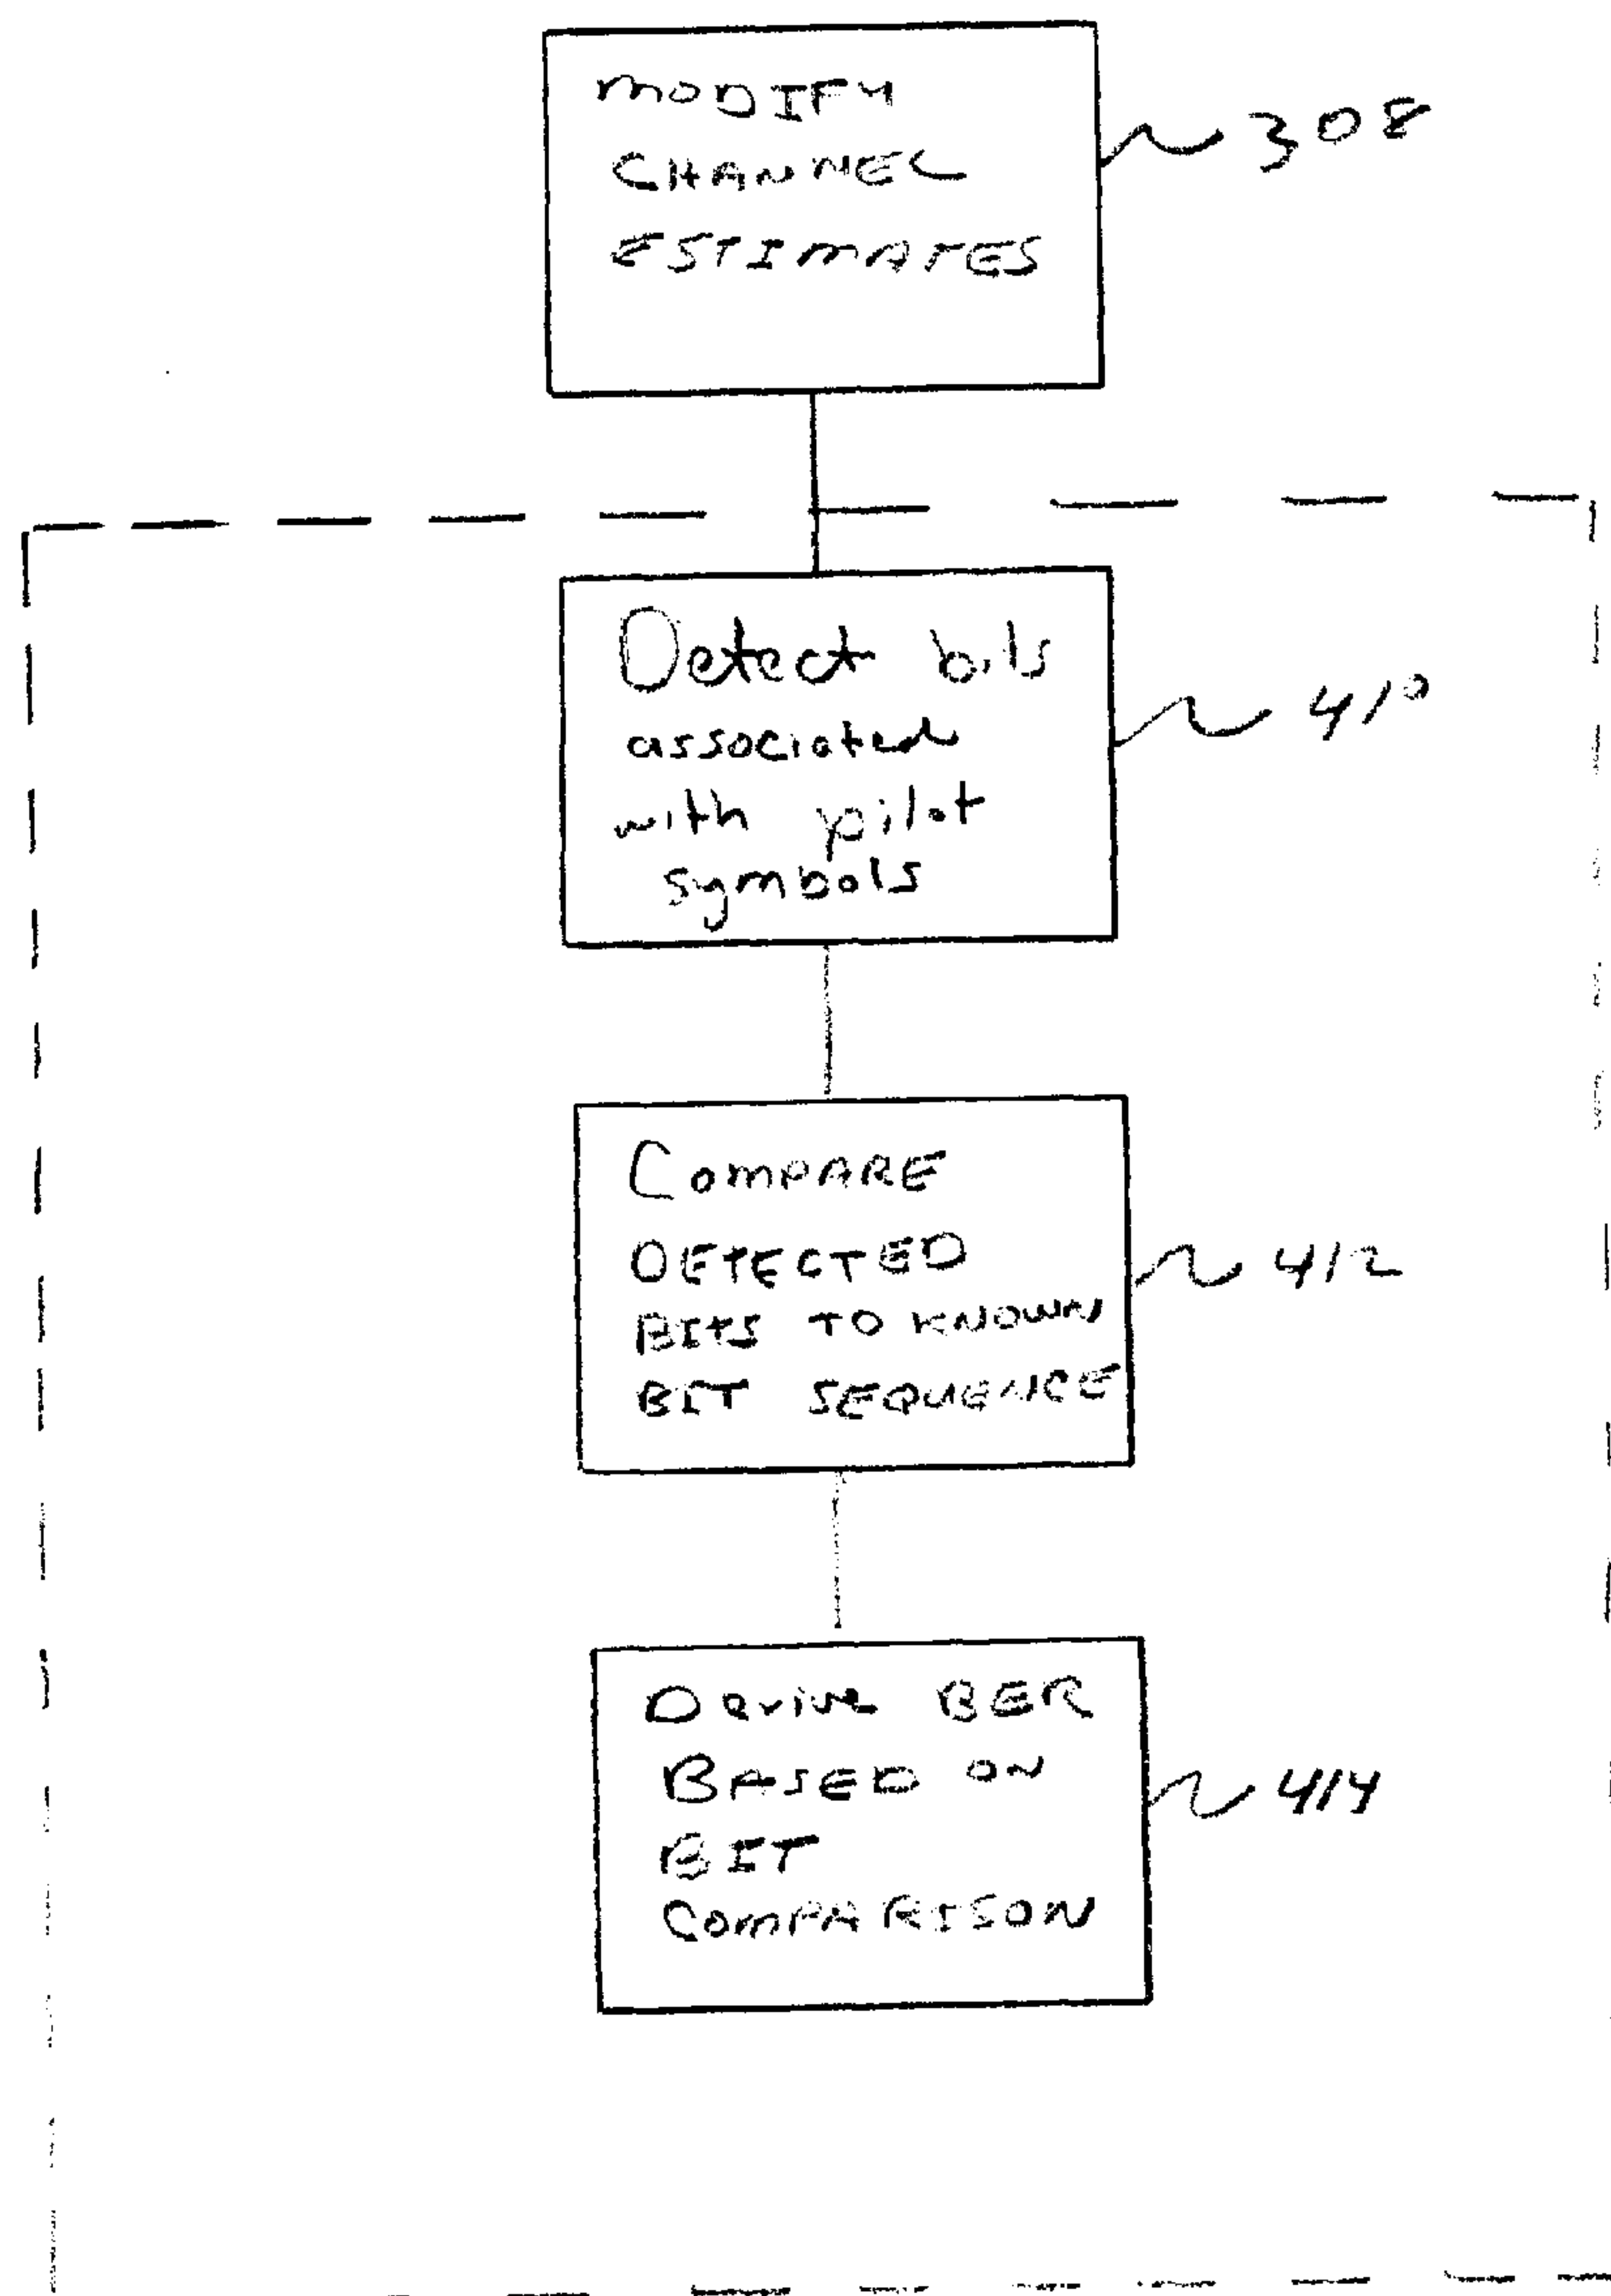 MODIFY
CHANNEL
ESTIMATES
308
Detect bits
associated
with pilot
symbols
410
COMPARE
DETECTED
BITS TO KNOWN
BIT SEQUENCE
412
Derive BER
BASED ON
BIT
COMPARISON
414